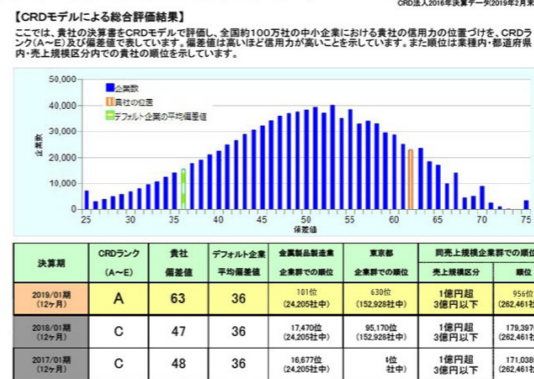 CRD法人2016年決算データ(2019年2月末
【CRDモデルによる総合評価結果】
ここでは、貴社の決算書をCRDモデルで評価し、全国約100万社の中小企業における貴社の信用力の位置づけを、CRDラ
ンク(A~E)及び偏差値で表しています。偏差値は高いほど信用力が高いことを示しています。また順位は業種内・都道府県
内・売上規模区分内での貴社の順位を示しています。
50,000
40,000
30,000
20,000
10,000
0
企業数
企業数
貴社の位置
デフォルト企業の平均偏差値
25 30 35 40 45 50 55 60 65 70 75
偏差値
決算期 CRDランク (A~E) 貴社 偏差値 デフォルト企業 平均偏差値 金属製品製造業 企業群での順位 東京都 企業群での順位 同売上規模企業群での順位
売上規模区分 順位
2019/01期 (12ヶ月) A 63 36 101位 (24,205社中) 630位 (152,928社中) 1億円超 3億円以下 956位 (262,461社
2018/01期 (12ヶ月) C 47 36 17,470位 (24,205社中) 95,170位 (152,928社中) 1億円超 3億円以下 179,397 (262,461社
2017/01期 (12ヶ月) C 48 36 16,677位 (24,205社中) 位 社中) 1億円超 3億円以下 171,038 (262,461社